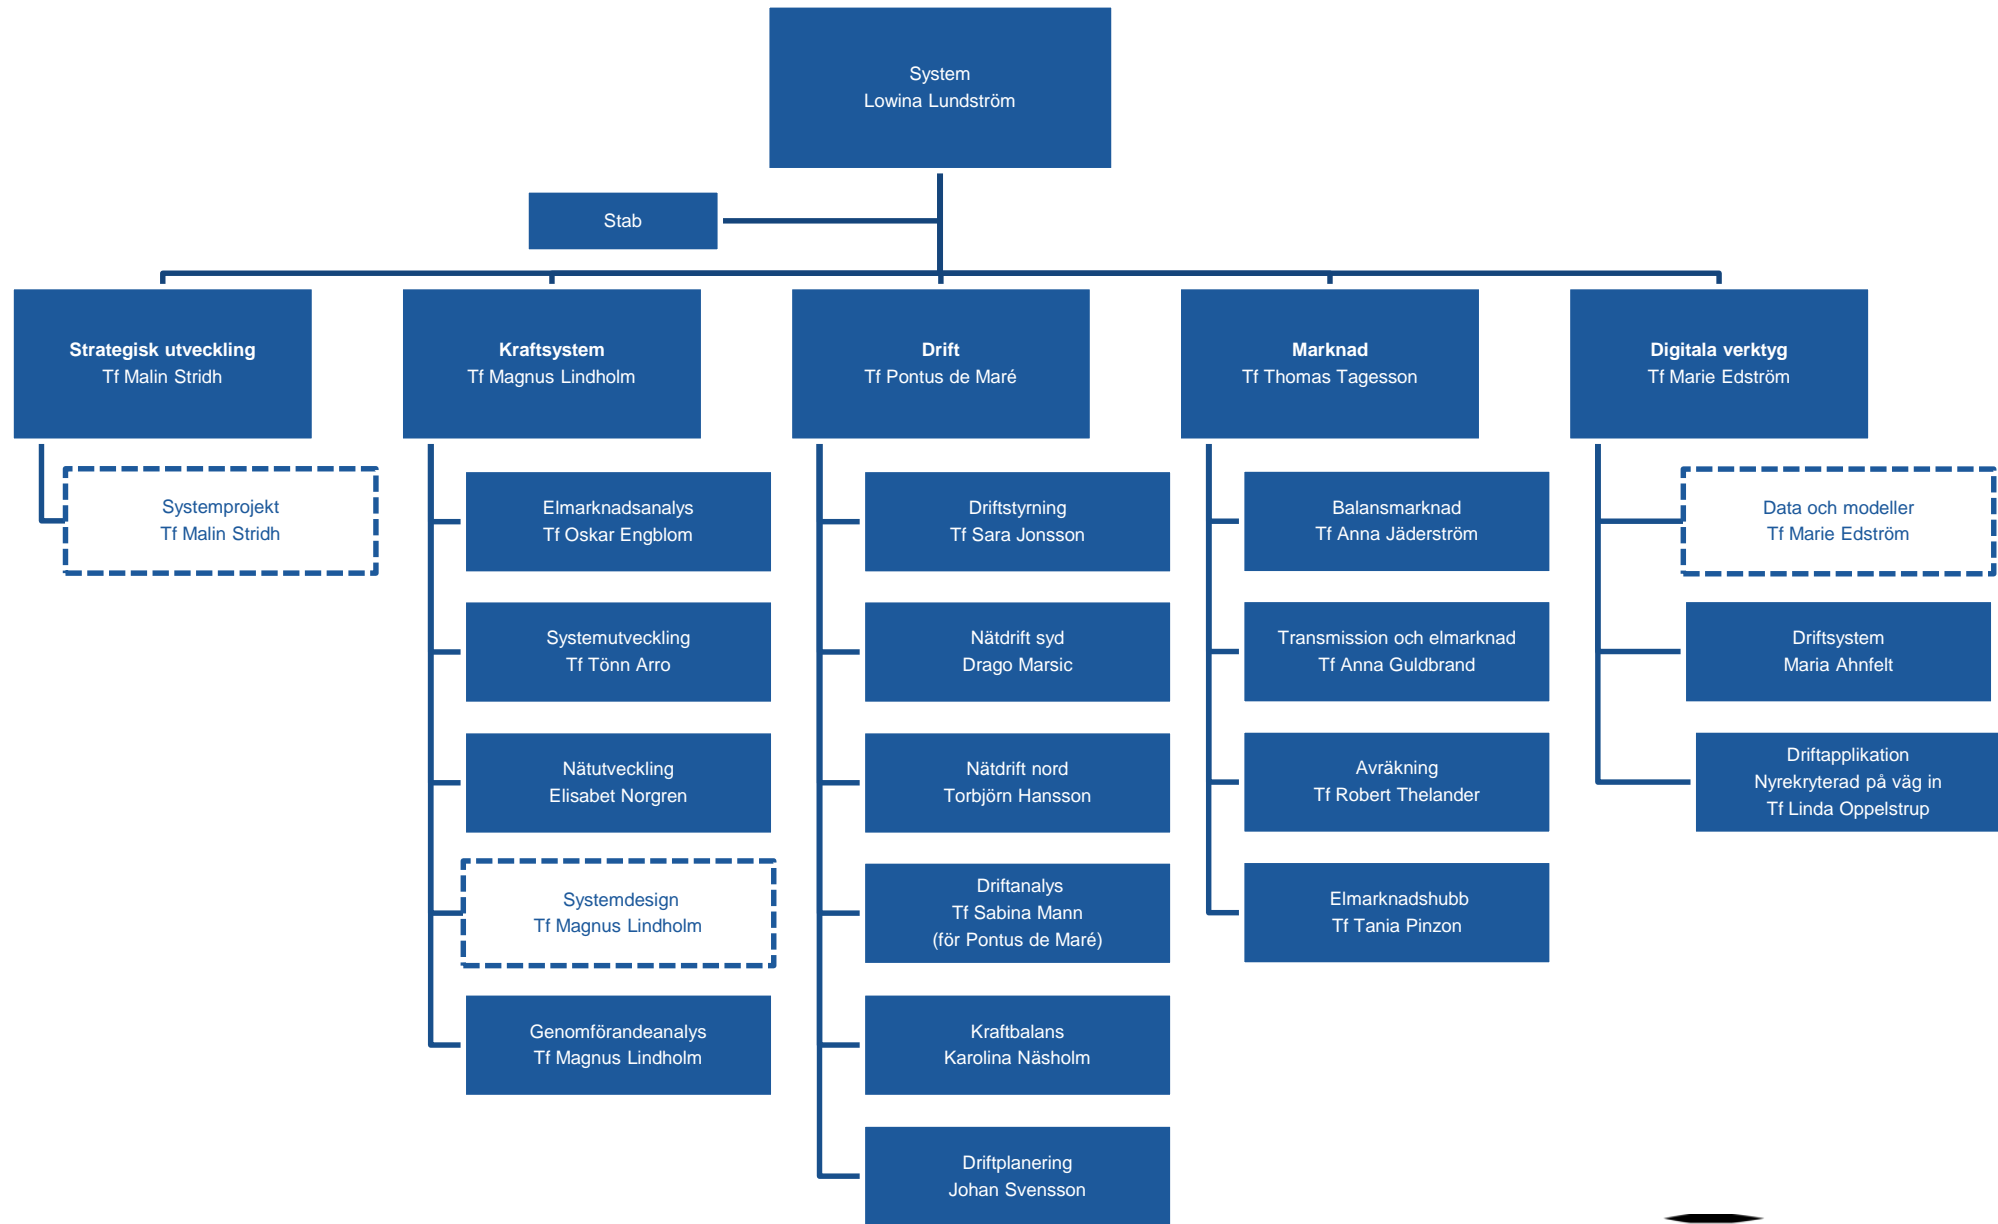 System
Lowina Lundström
Stab
Strategisk utveckling
Tf Malin Stridh
Systemprojekt
Tf Malin Stridh
Kraftsystem
Tf Magnus Lindholm
Elmarknadsanalys
Tf Oskar Engblom
Systemutveckling
Tf Tönn Arro
Nätutveckling
Elisabet Norgren
Systemdesign
Tf Magnus Lindholm
Genomförandeanalys
Tf Magnus Lindholm
Drift
Tf Pontus de Maré
Driftstyrning
Tf Sara Jonsson
Nätdrift syd
Drago Marsic
Nätdrift nord
Torbjörn Hansson
Driftanalys
Tf Sabina Mann
(för Pontus de Maré)
Kraftbalans
Karolina Näsholm
Driftplanering
Johan Svensson
Marknad
Tf Thomas Tagesson
Balansmarknad
Tf Anna Jäderström
Transmission och elmarknad
Tf Anna Guldbrand
Avräkning
Tf Robert Thelander
Elmarknadshubb
Tf Tania Pinzon
Digitala verktyg
Tf Marie Edström
Data och modeller
Tf Marie Edström
Driftsystem
Maria Ahnfelt
Driftapplikation
Nyrekryterad på väg in
Tf Linda Oppelstrup